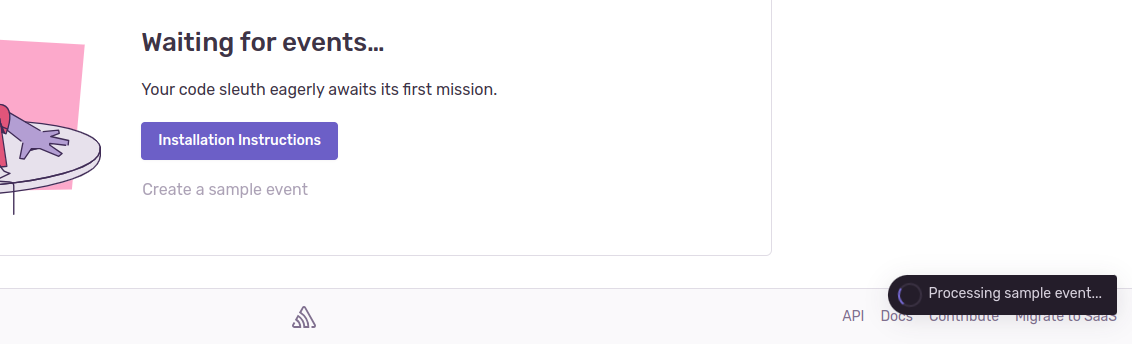 Waiting for events…
Your code sleuth eagerly awaits its first mission.
Installation Instructions
Create a sample event
Processing sample event...
API Docs Contribute Migrate to SaaS